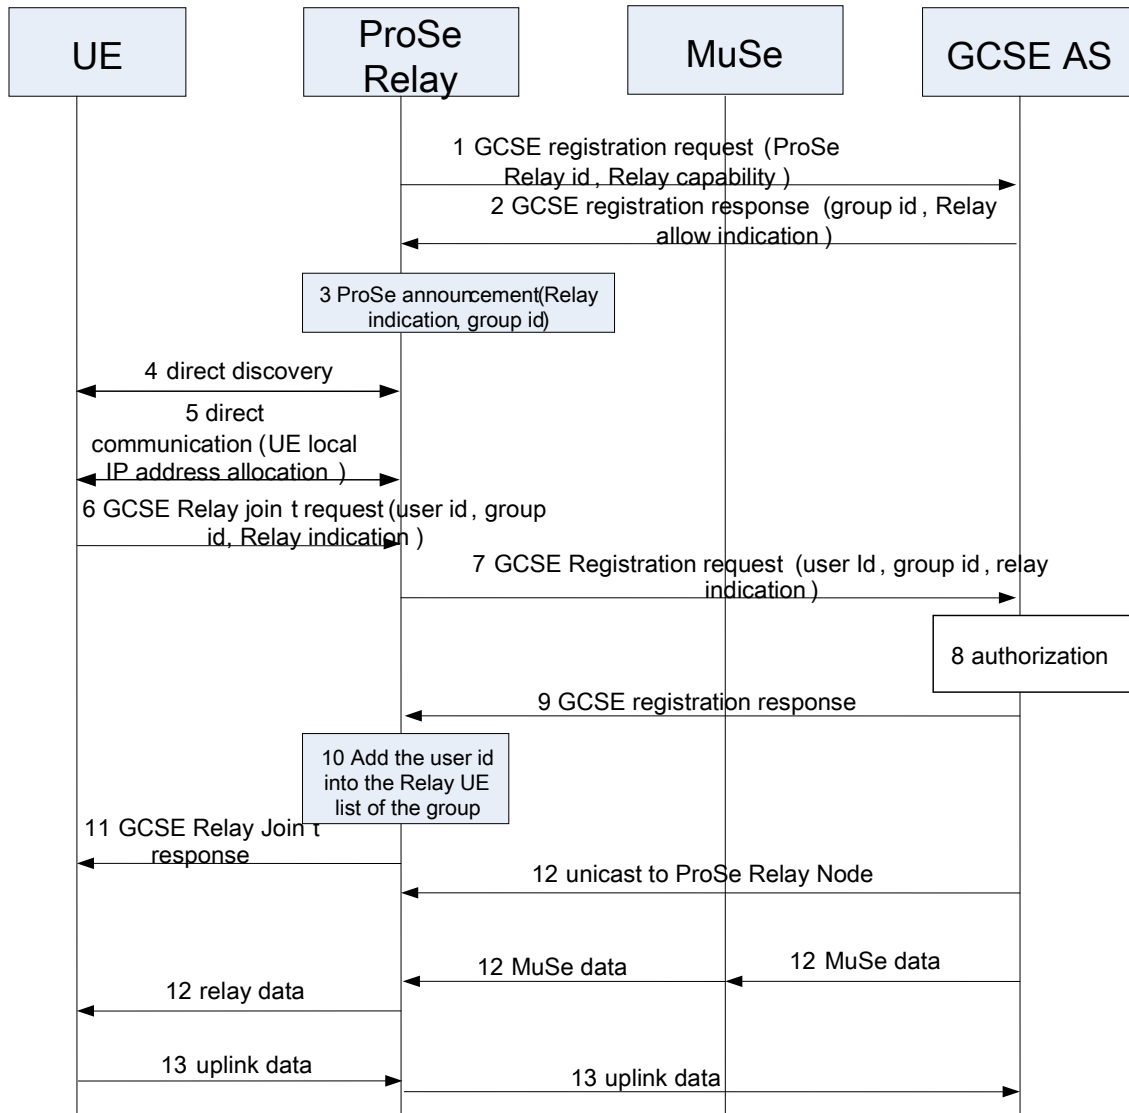 UE
ProSe
Relay
MuSe
GCSE AS
1 GCSE registration request (ProSe
Relay id, Relay capability)
2 GCSE registration response (group id, Relay
allow indication)
3 ProSe announcement(Relay
indication, group id)
4 direct discovery
5 direct
communication (UE local
IP address allocation)
6 GCSE Relay join t request (user id, group
id, Relay indication)
7 GCSE Registration request (user Id, group id, relay
indication)
8 authorization
9 GCSE registration response
10 Add the user id
into the Relay UE
list of the group
11 GCSE Relay Join t
response
12 unicast to ProSe Relay Node
12 MuSe data
12 MuSe data
12 relay data
13 uplink data
13 uplink data